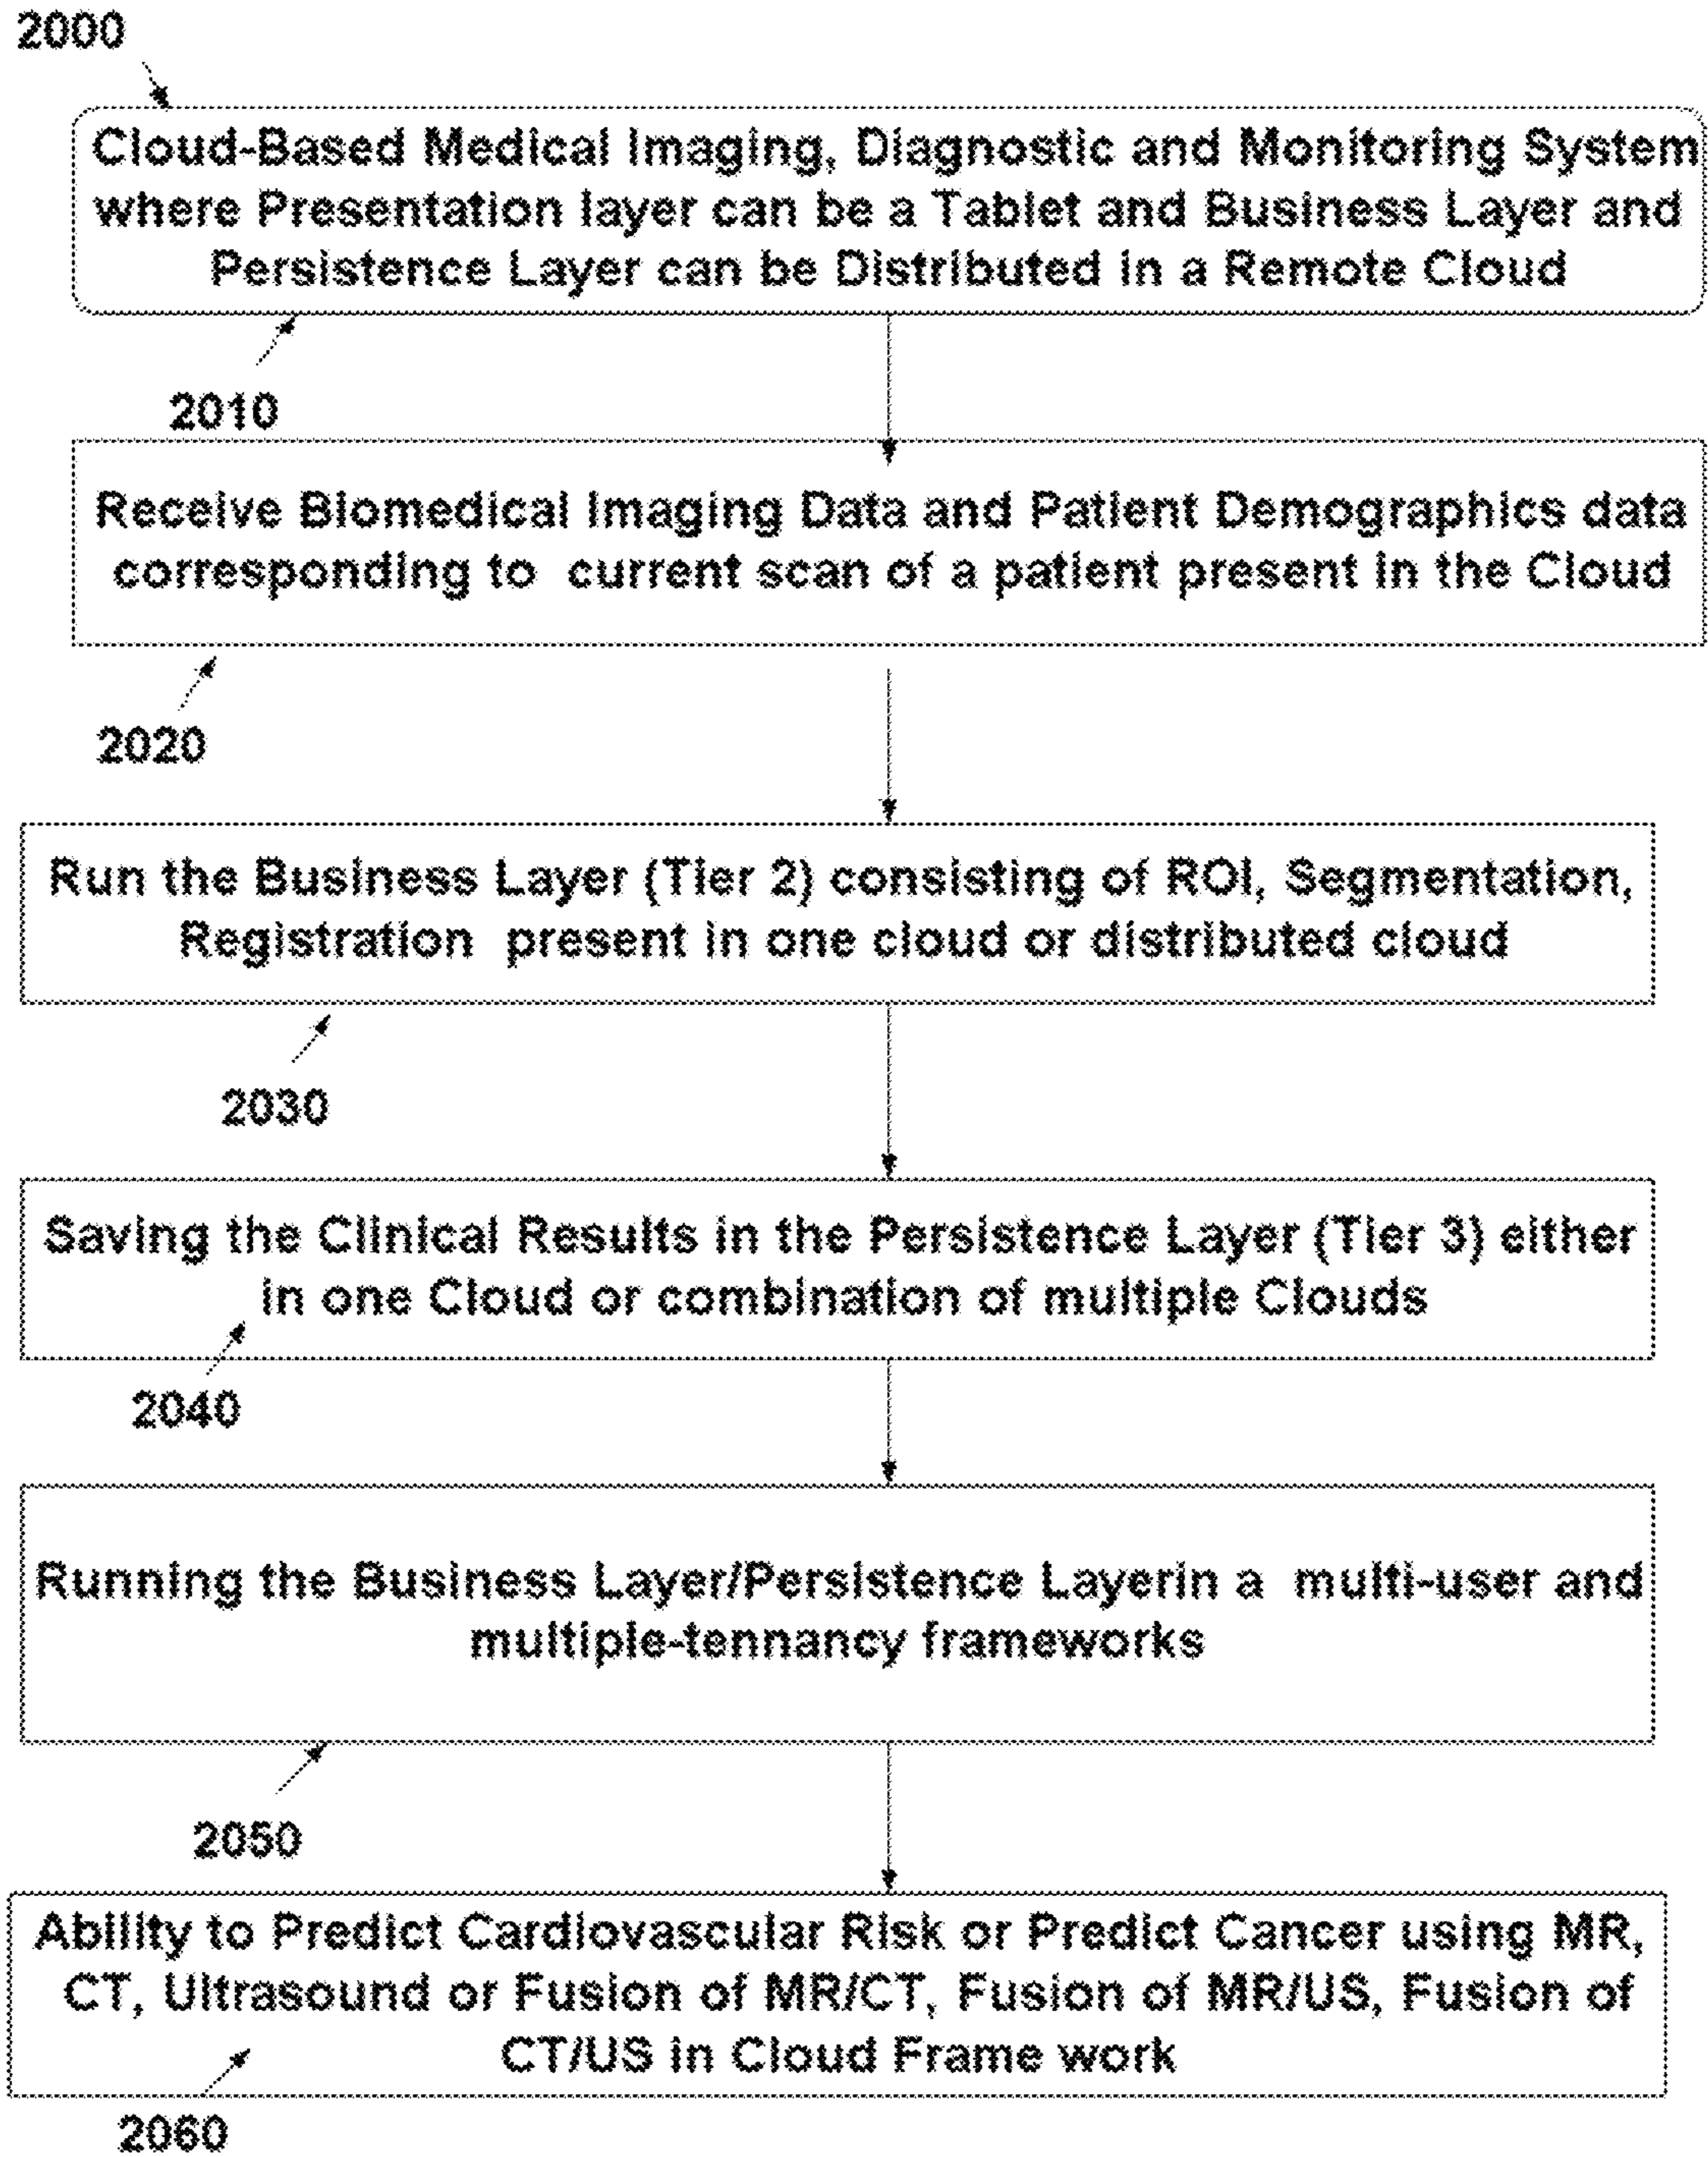 2000
Cloud-Based Medical Imaging, Diagnostic and Monitoring System
where Presentation layer can be a Tablet and Business Layer and
Persistence Layer can be Distributed in a Remote Cloud
2010
Receive Biomedical Imaging Data and Patient Demographics data
corresponding to current scan of a patient present in the Cloud
2020
Run the Business Layer (Tier 2) consisting of ROI, Segmentation,
Registration present in one cloud or distributed cloud
2030
Saving the Clinical Results in the Persistence Layer (Tier 3) either
in one Cloud or combination of multiple Clouds
2040
Running the Business Layer/Persistence Layerin a multi-user and
multiple-tennancy frameworks
2050
Ability to Predict Cardiovascular Risk or Predict Cancer using MR,
CT, Ultrasound or Fusion of MR/CT, Fusion of MR/US, Fusion of
CT/US in Cloud Frame work
2060